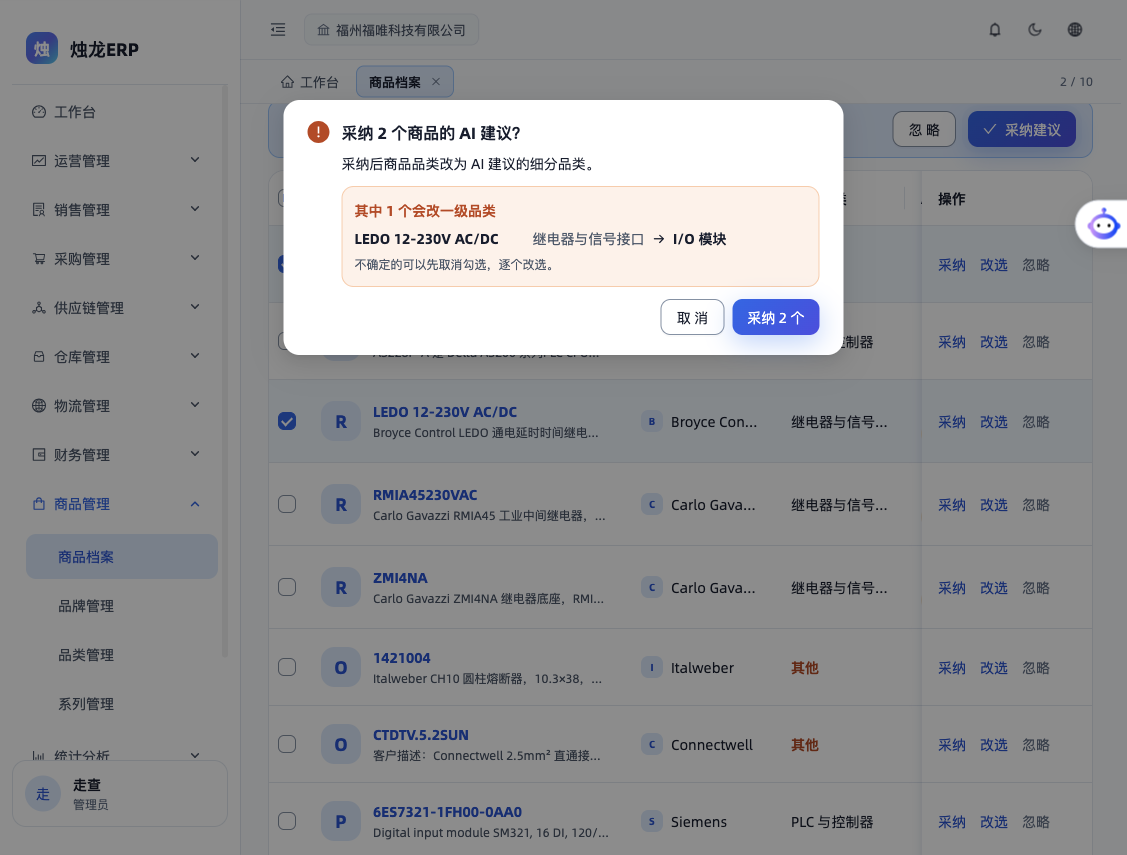 烛 烛龙ERP
福州福唯科技有限公司
工作台
商品档案
2 / 10
工作台
运营管理
销售管理
采购管理
供应链管理
仓库管理
物流管理
财务管理
商品管理
商品档案
品牌管理
品类管理
系列管理
统计分析
走 走查
管理员
忽 略
采纳建议
! 采纳 2 个商品的 AI 建议?
采纳后商品品类改为 AI 建议的细分品类。
其中 1 个会改一级品类
LEDO 12-230V AC/DC 继电器与信号接口 → I/O 模块
不确定的可以先取消勾选，逐个改选。
取 消
采纳 2 个
操作
采纳 改选 忽略
控制器 采纳 改选 忽略
R LEDO 12-230V AC/DC B Broyce Con... 继电器与信号... 采纳 改选 忽略
Broyce Control LEDO 通电延时时间继电...
R RMIA45230VAC C Carlo Gava... 继电器与信号... 采纳 改选 忽略
Carlo Gavazzi RMIA45 工业中间继电器，...
R ZMI4NA C Carlo Gava... 继电器与信号... 采纳 改选 忽略
Carlo Gavazzi ZMI4NA 继电器底座，RMI...
O 1421004 I Italweber 其他 采纳 改选 忽略
Italweber CH10 圆柱熔断器，10.3×38，...
O CTDTV.5.2SUN C Connectwell 其他 采纳 改选 忽略
客户描述：Connectwell 2.5mm² 直通接...
P 6ES7321-1FH00-0AA0 S Siemens PLC 与控制器 采纳 改选 忽略
Digital input module SM321, 16 DI, 120/...